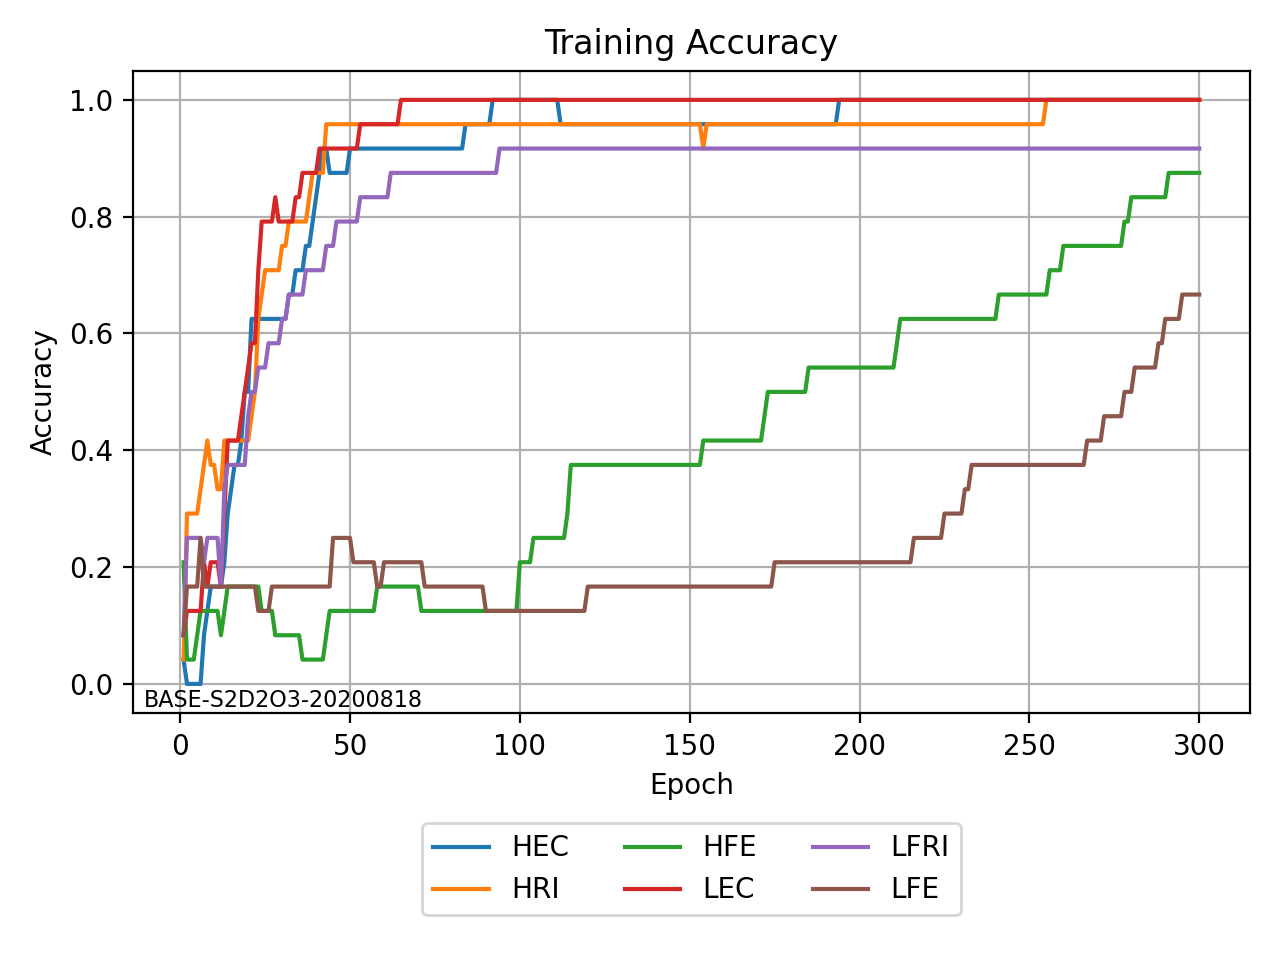 Training Accuracy
1.0
0.8
0.6
0.4
0.2
0.0
Accuracy
BASE-S2D2O3-20200818
0 50 100 150 200 250 300
Epoch
HEC HFE LFRI
HRI LEC LFE